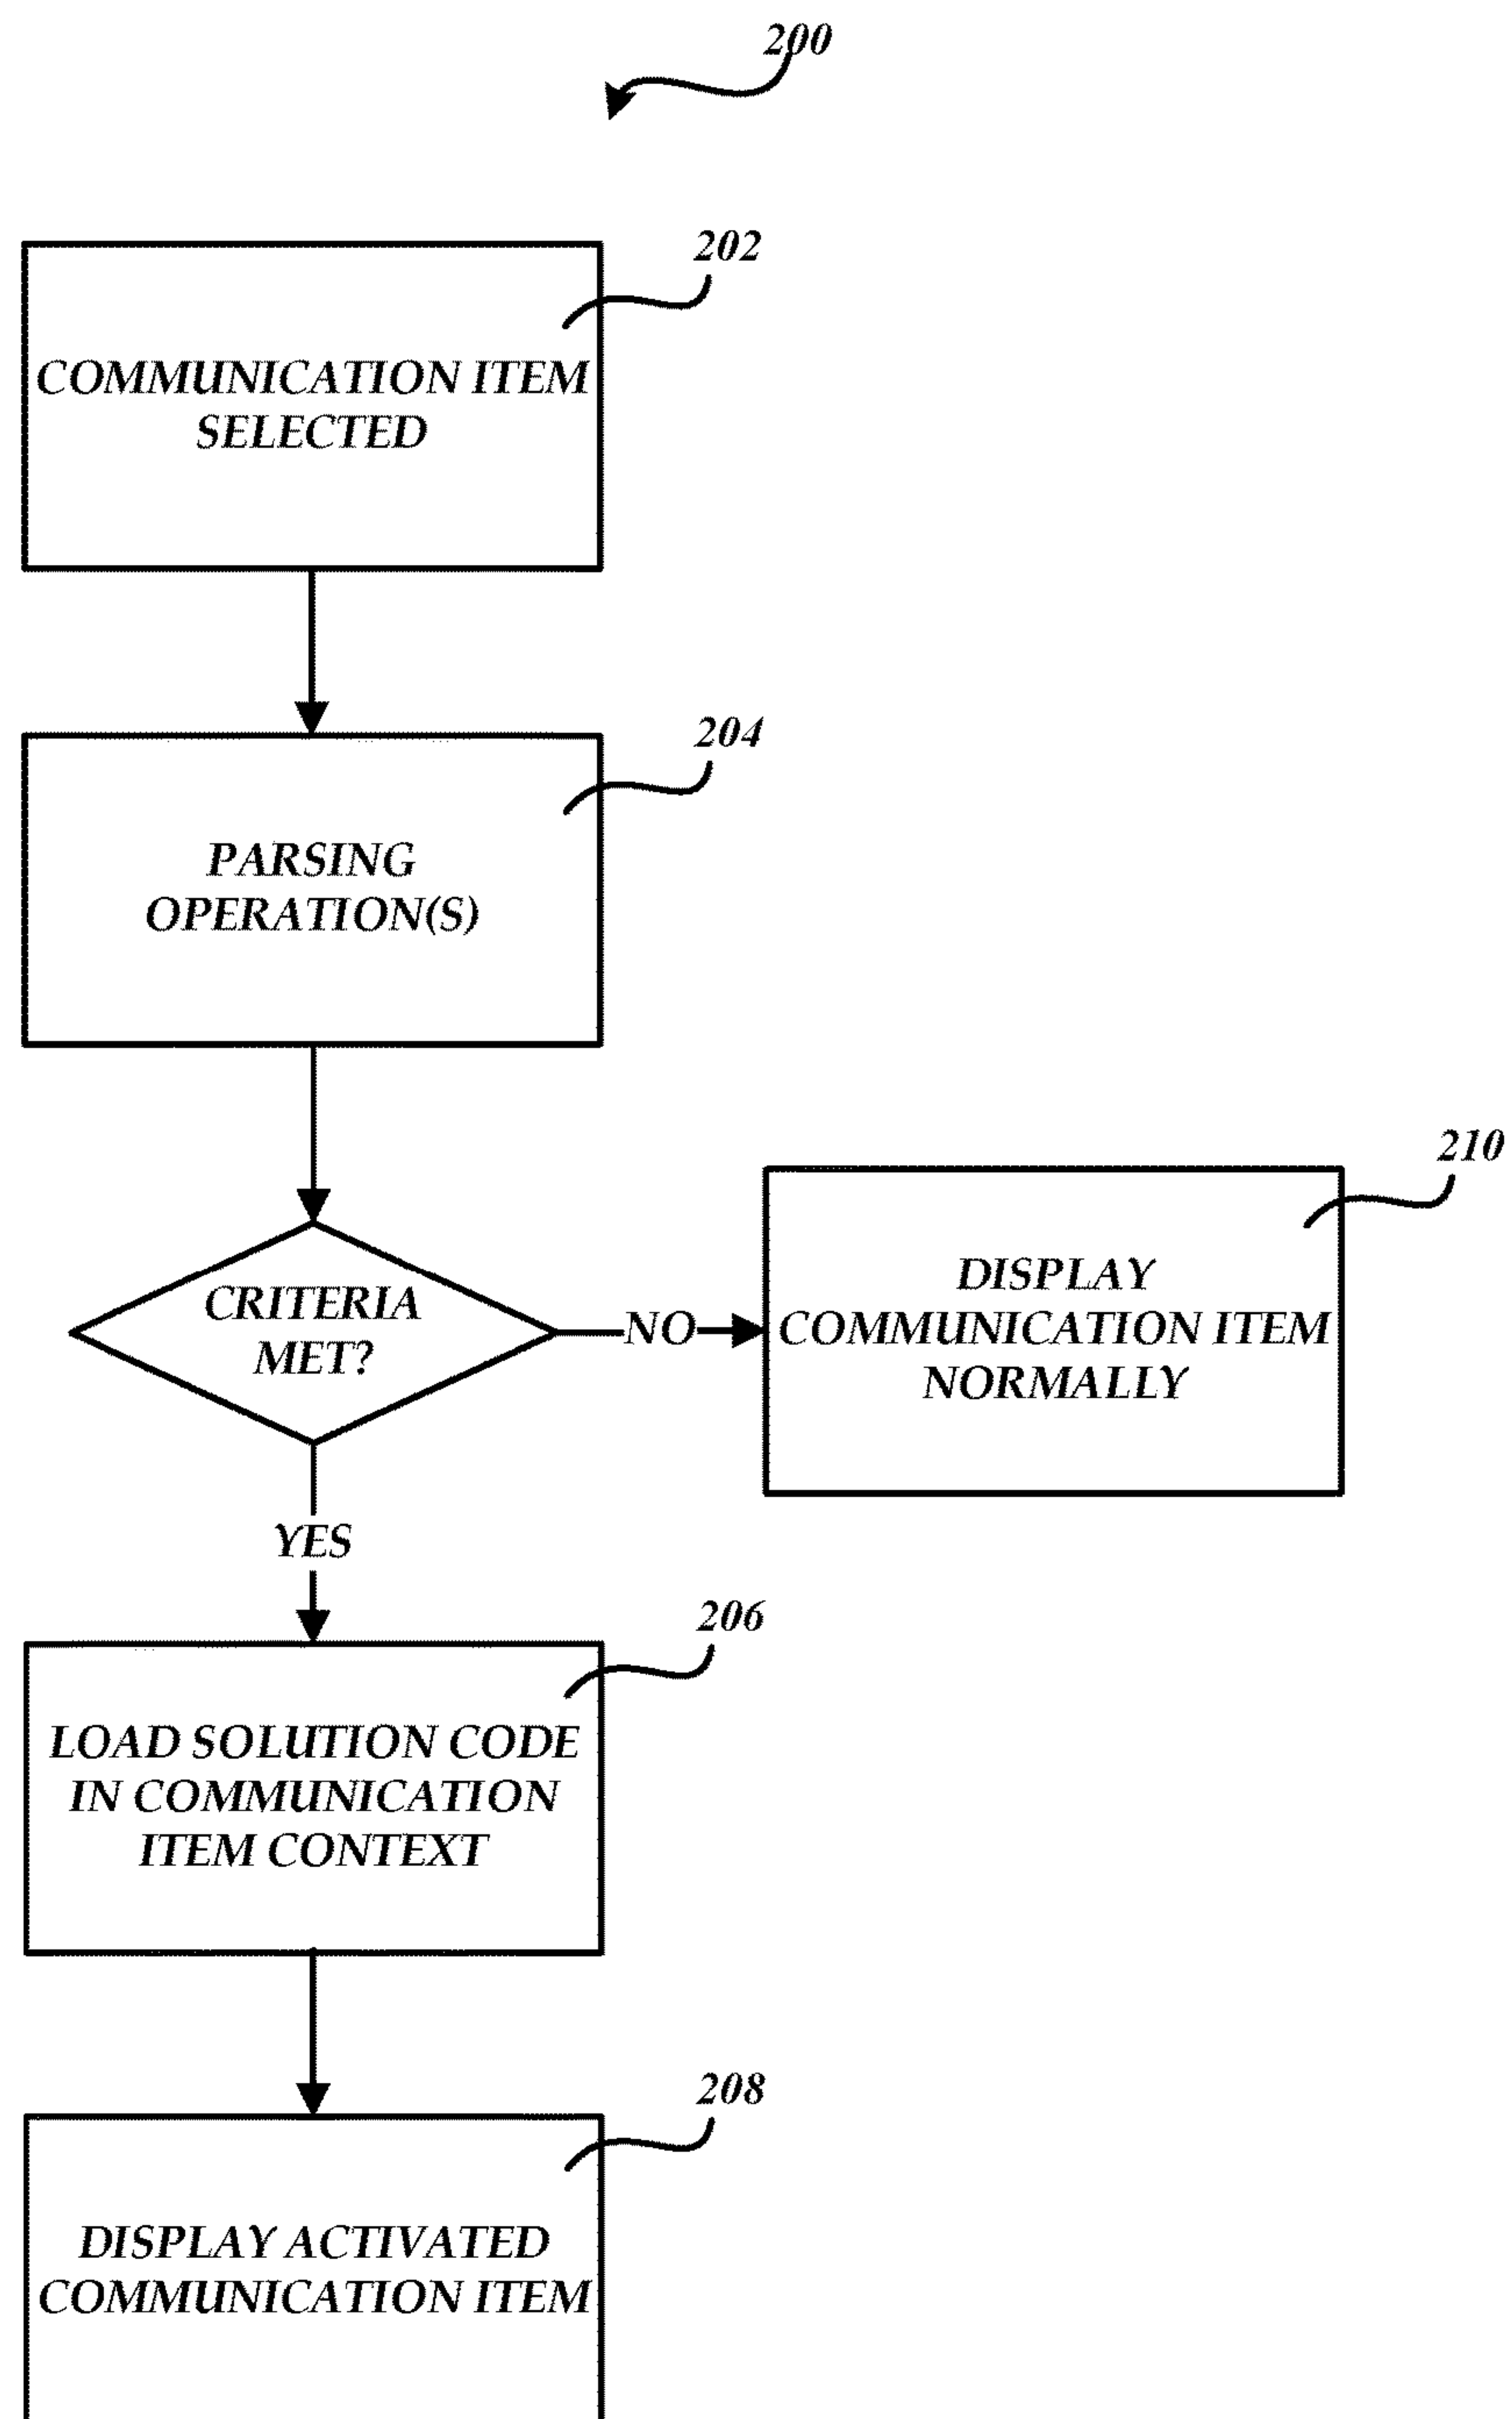 200
202
COMMUNICATION ITEM
SELECTED
204
PARSING
OPERATION(S)
210
CRITERIA
MET?
NO
DISPLAY
COMMUNICATION ITEM
NORMALLY
YES
206
LOAD SOLUTION CODE
IN COMMUNICATION
ITEM CONTEXT
208
DISPLAY ACTIVATED
COMMUNICATION ITEM